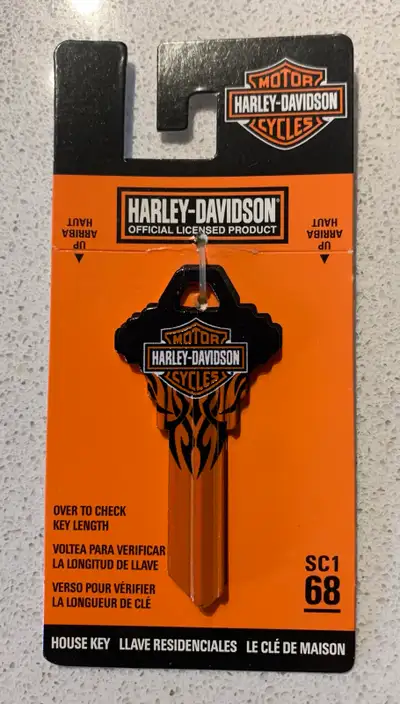 MOTOR
HARLEY-DAVIDSON
CYCLES
HARLEY-DAVIDSON®
OFFICIAL LICENSED PRODUCT
UP
ARRIBA
HAUT
UP
ARRIBA
HAUT
MOTOR
HARLEY-DAVIDSON
CYCLES
OVER TO CHECK
KEY LENGTH
VOLTEA PARA VERIFICAR
LA LONGITUD DE LLAVE
VERSO POUR VÉRIFIER
LA LONGUEUR DE CLÉ
SC1
68
HOUSE KEY LLAVE RESIDENCIALES LE CLÉ DE MAISON